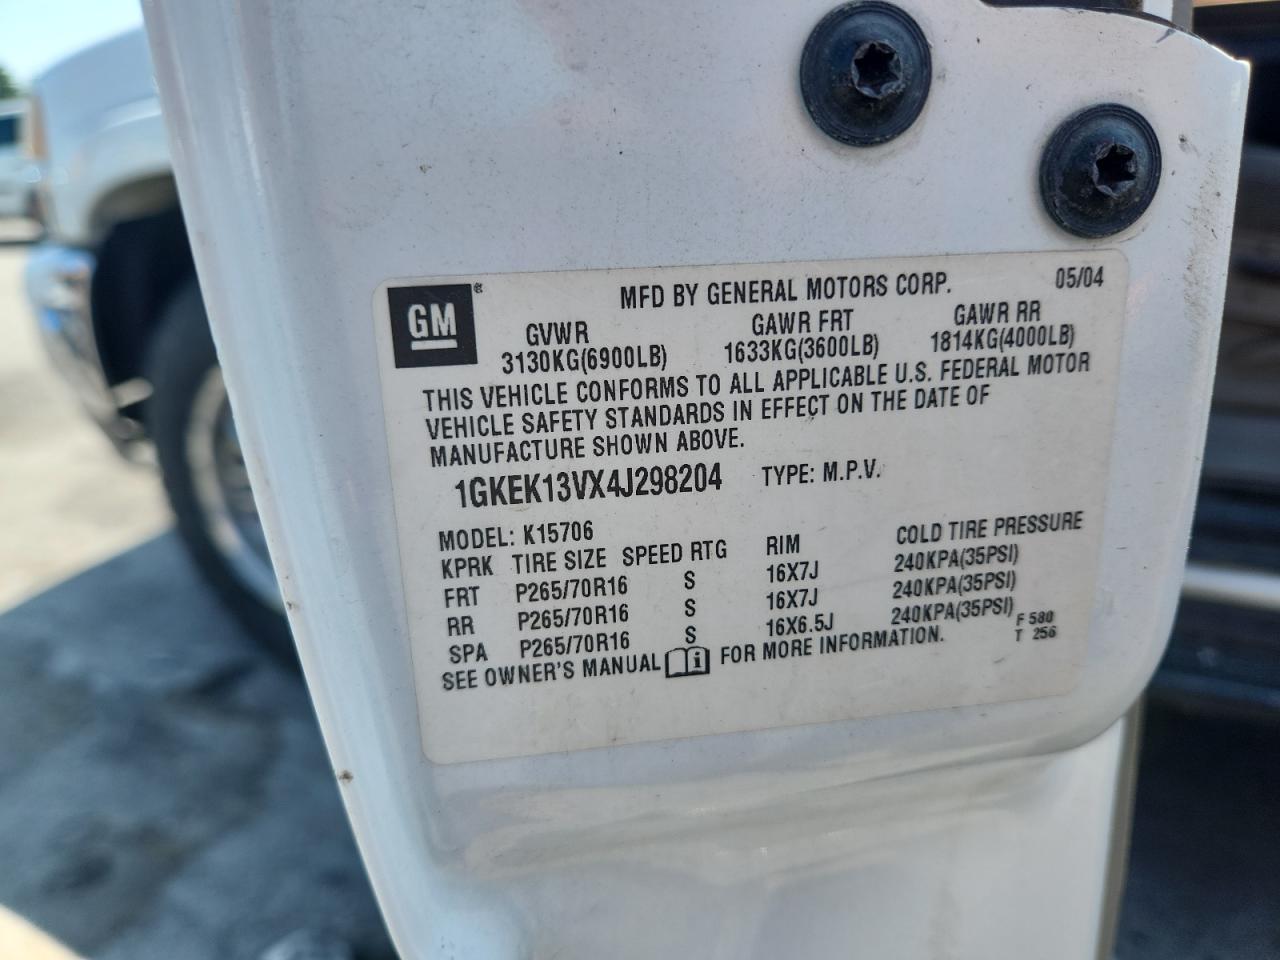 GM®
MFD BY GENERAL MOTORS CORP. 05/04
GVWR GAWR FRT GAWR RR
3130KG(6900LB) 1633KG(3600LB) 1814KG(4000LB)
THIS VEHICLE CONFORMS TO ALL APPLICABLE U.S. FEDERAL MOTOR
VEHICLE SAFETY STANDARDS IN EFFECT ON THE DATE OF
MANUFACTURE SHOWN ABOVE.
1GKEK13VX4J298204 TYPE: M.P.V.
MODEL: K15706
KPRK TIRE SIZE SPEED RTG RIM COLD TIRE PRESSURE
FRT P265/70R16 S 16X7J 240KPA(35PSI)
RR P265/70R16 S 16X7J 240KPA(35PSI)
SPA P265/70R16 S 16X6.5J 240KPA(35PSI)
SEE OWNER'S MANUAL i FOR MORE INFORMATION.
F 580
T 256